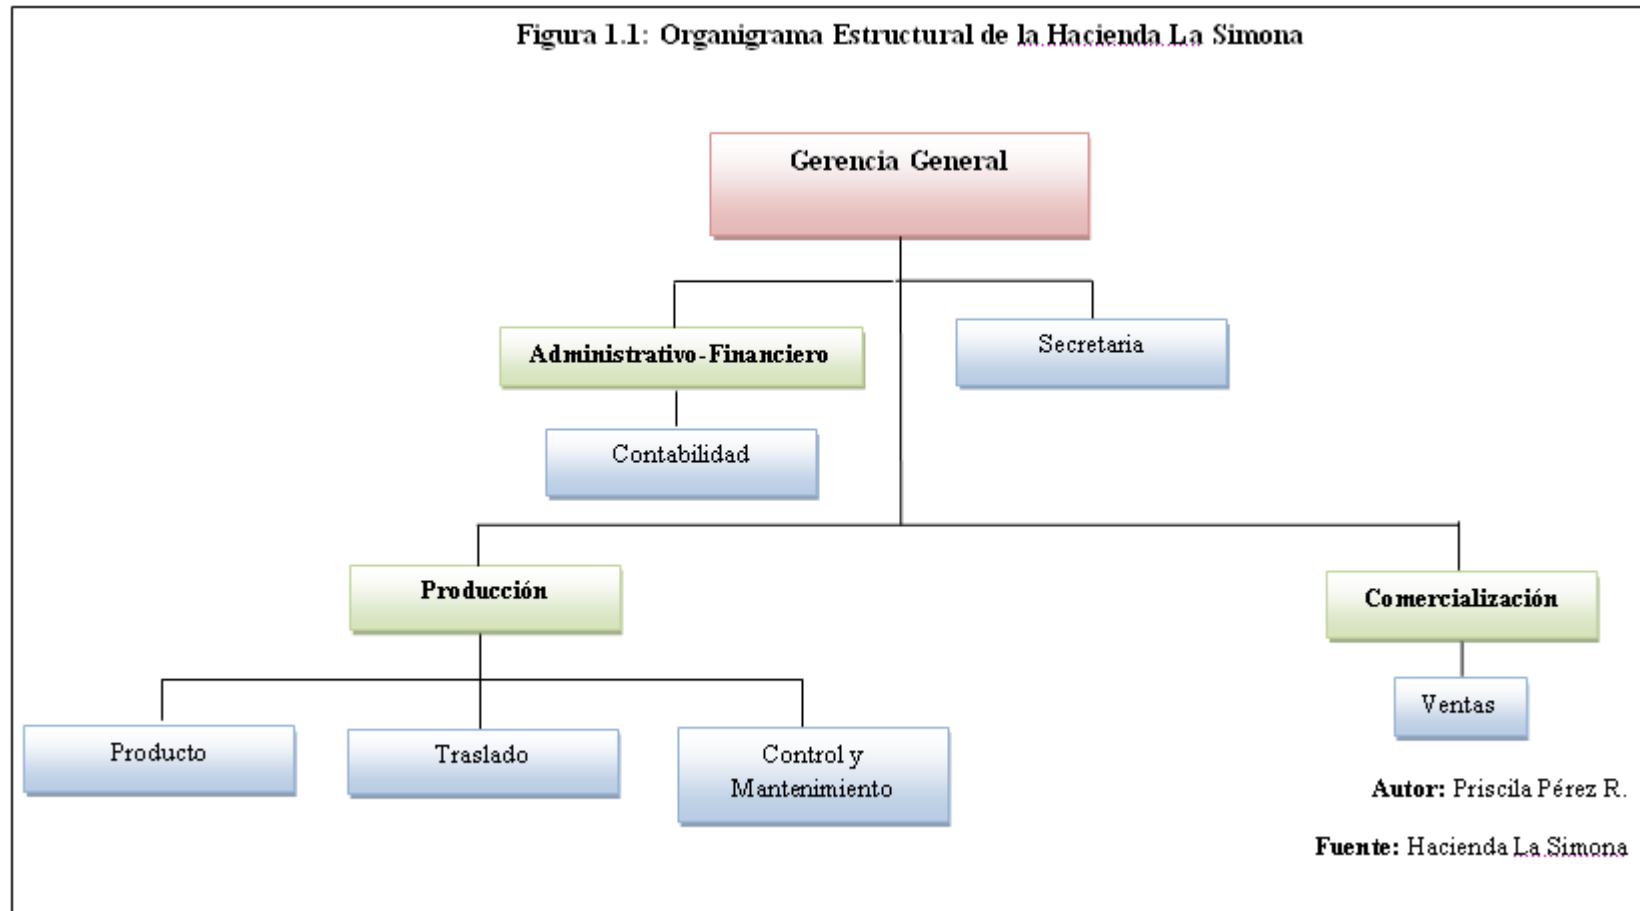 Figura 1.1: Organigrama Estructural de la Hacienda La Simona
Gerencia General
Administrativo-Financiero
Secretaria
Contabilidad
Producción
Comercialización
Producto
Traslado
Control y
Mantenimiento
Ventas
Autor: Priscila Pérez R.
Fuente: Hacienda La Simona